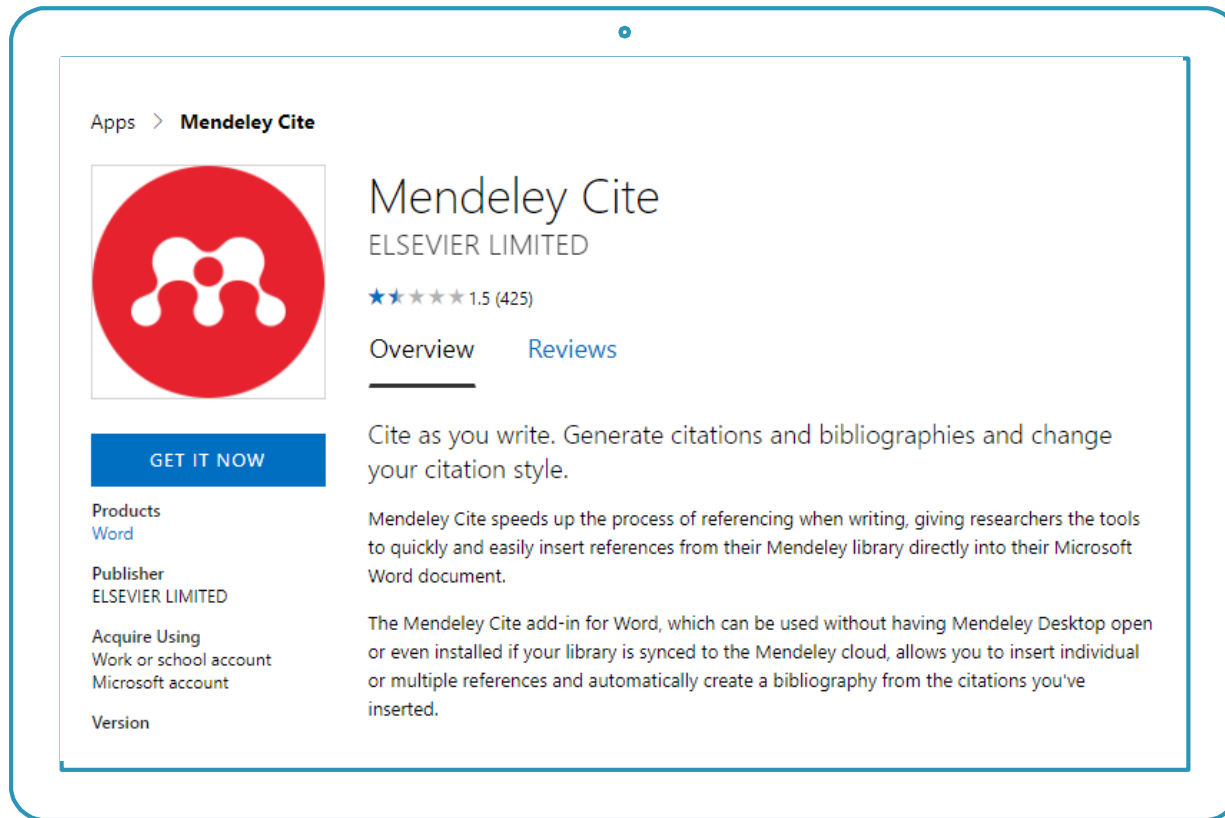 Apps > Mendeley Cite
Mendeley Cite
ELSEVIER LIMITED
1.5 (425)
Overview Reviews
GET IT NOW
Products
Word
Publisher
ELSEVIER LIMITED
Acquire Using
Work or school account
Microsoft account
Version
Cite as you write. Generate citations and bibliographies and change
your citation style.
Mendeley Cite speeds up the process of referencing when writing, giving researchers the tools
to quickly and easily insert references from their Mendeley library directly into their Microsoft
Word document.
The Mendeley Cite add-in for Word, which can be used without having Mendeley Desktop open
or even installed if your library is synced to the Mendeley cloud, allows you to insert individual
or multiple references and automatically create a bibliography from the citations you've
inserted.